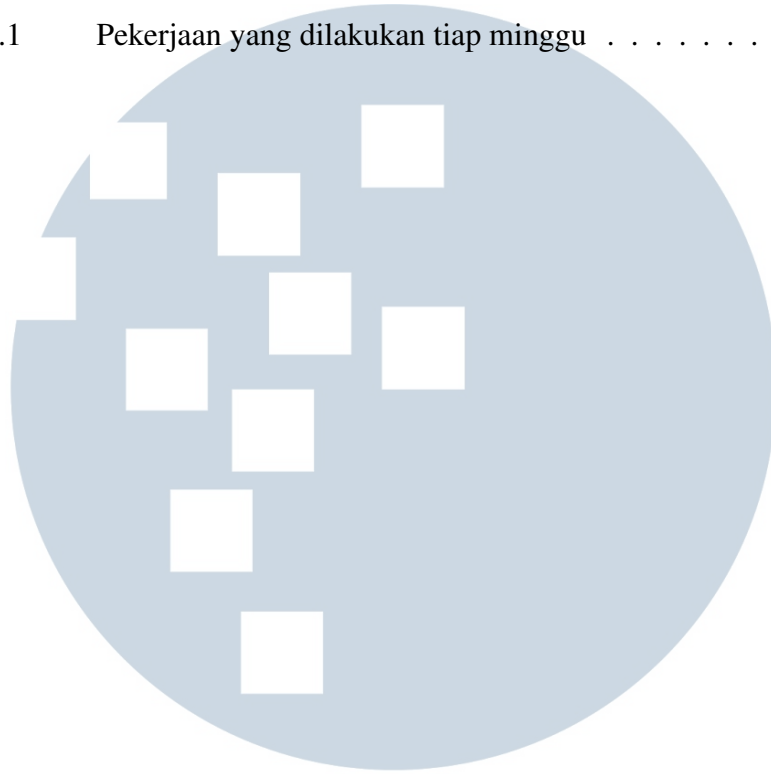 .1 Pekerjaan yang dilakukan tiap minggu . . . . . . .